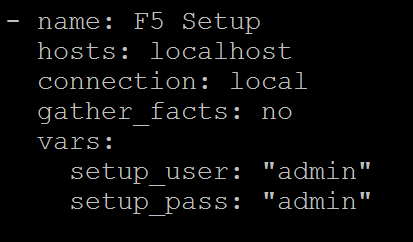 - name: F5 Setup
  hosts: localhost
  connection: local
  gather_facts: no
  vars:
    setup_user: "admin"
    setup_pass: "admin"